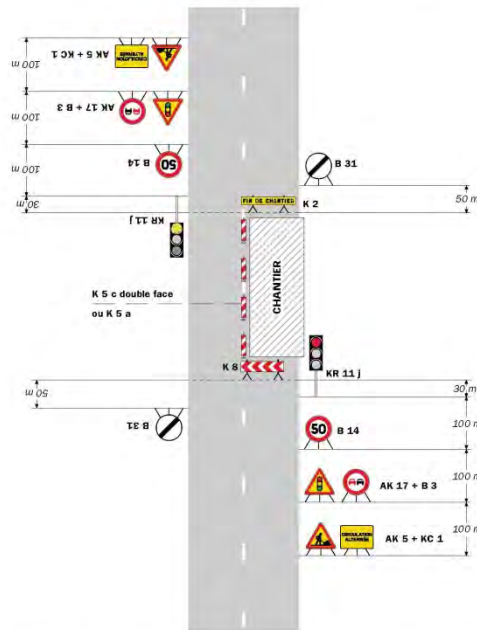 AK 5 + KC 1
CIRCULATION
ALTERNÉE
100 m
AK 17 + B 3
100 m
B 14
50
100 m
B 31
50 m
KR 11 j
30 m
FIN DE CHANTIER
K 2
CHANTIER
K 5 c double face
ou K 5 a
K 8
KR 11 j
30 m
50 m
B 31
50
B 14
100 m
AK 17 + B 3
100 m
CIRCULATION
ALTERNÉE
AK 5 + KC 1
100 m